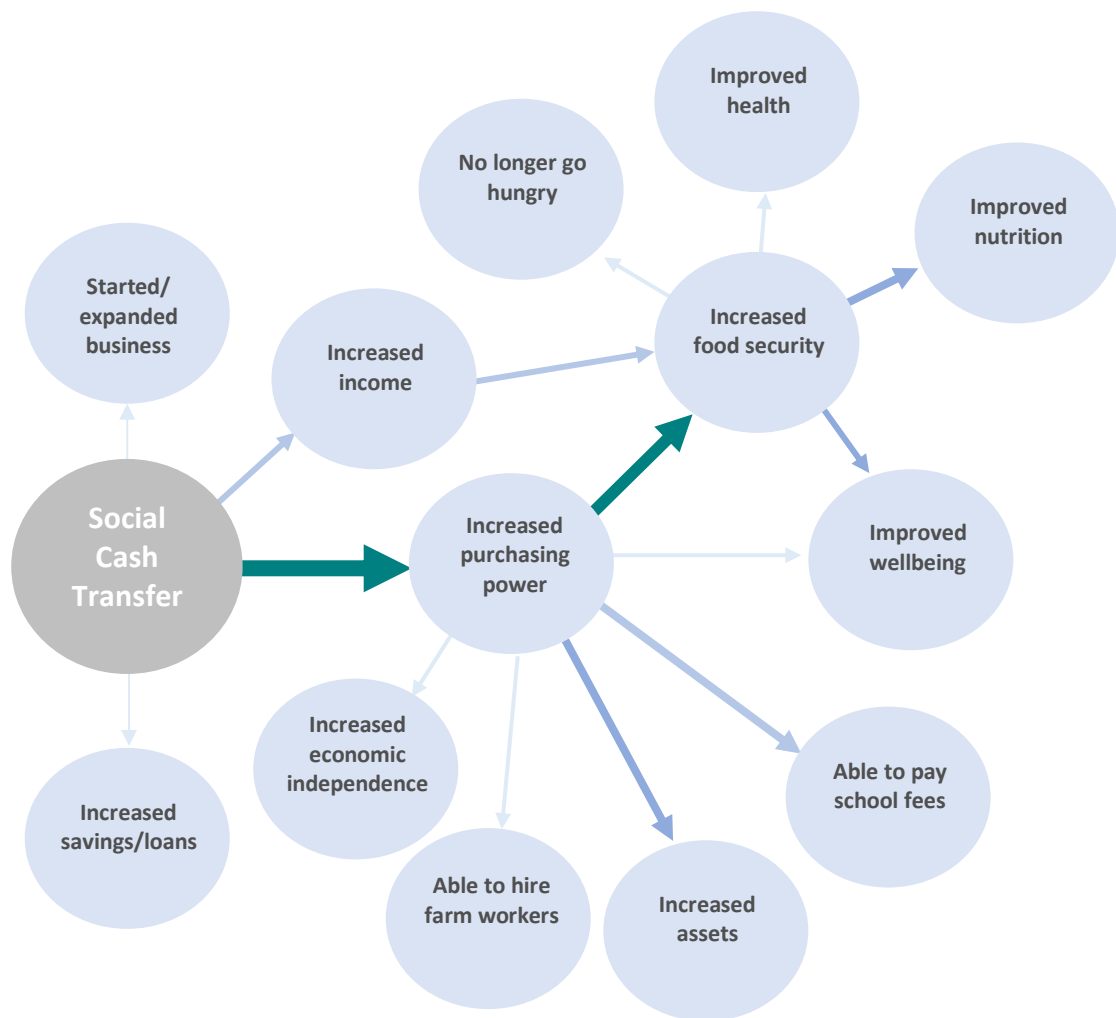 Improved
health
No longer go
hungry
Improved
nutrition
Started/
expanded
business
Increased
income
Increased
food security
Social
Cash
Transfer
Increased
purchasing
power
Improved
wellbeing
Increased
economic
independence
Able to pay
school fees
Increased
savings/loans
Able to hire
farm workers
Increased
assets